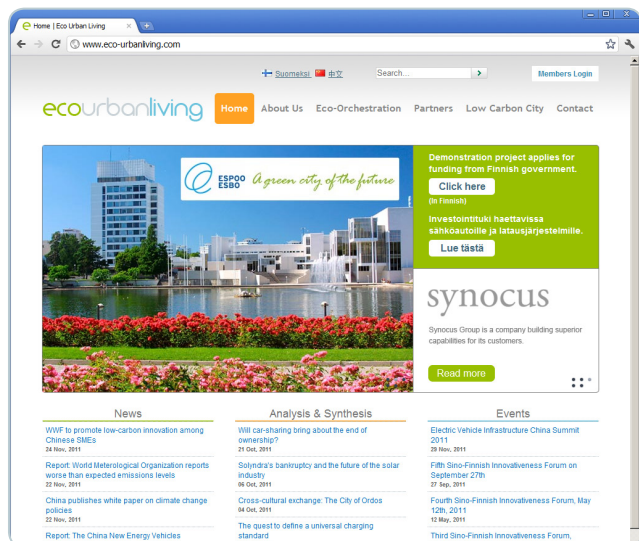 Home | Eco Urban Living
www.eco-urbanliving.com
Suomeksi 中文 Search... Members Login
ecourbanliving Home About Us Eco-Orchestration Partners Low Carbon City Contact
ESPOO
ESBO
A green city of the future
Demonstration project applies for
funding from Finnish government.
Click here
(In Finnish)
Investointituki haettavissa
sähköautoille ja latausjärjestelmille.
Lue tästä
synocus
Synocus Group is a company building superior
capabilities for its customers.
Read more
News
WWF to promote low-carbon innovation among
Chinese SMEs
24 Nov, 2011
Report: World Meterological Organization reports
worse than expected emissions levels
22 Nov, 2011
China publishes white paper on climate change
policies
22 Nov, 2011
Report: The China New Energy Vehicles
Analysis & Synthesis
Will car-sharing bring about the end of
ownership?
21 Oct, 2011
Solyndra's bankruptcy and the future of the solar
industry
06 Oct, 2011
Cross-cultural exchange: The City of Ordos
04 Oct, 2011
The quest to define a universal charging
standard
Events
Electric Vehicle Infrastructure China Summit
2011
29 Nov, 2011
Fifth Sino-Finnish Innovativeness Forum on
September 27th
27 Sep, 2011
Fourth Sino-Finnish Innovativeness Forum, May
12th, 2011
12 May, 2011
Third Sino-Finnish Innovativeness Forum,